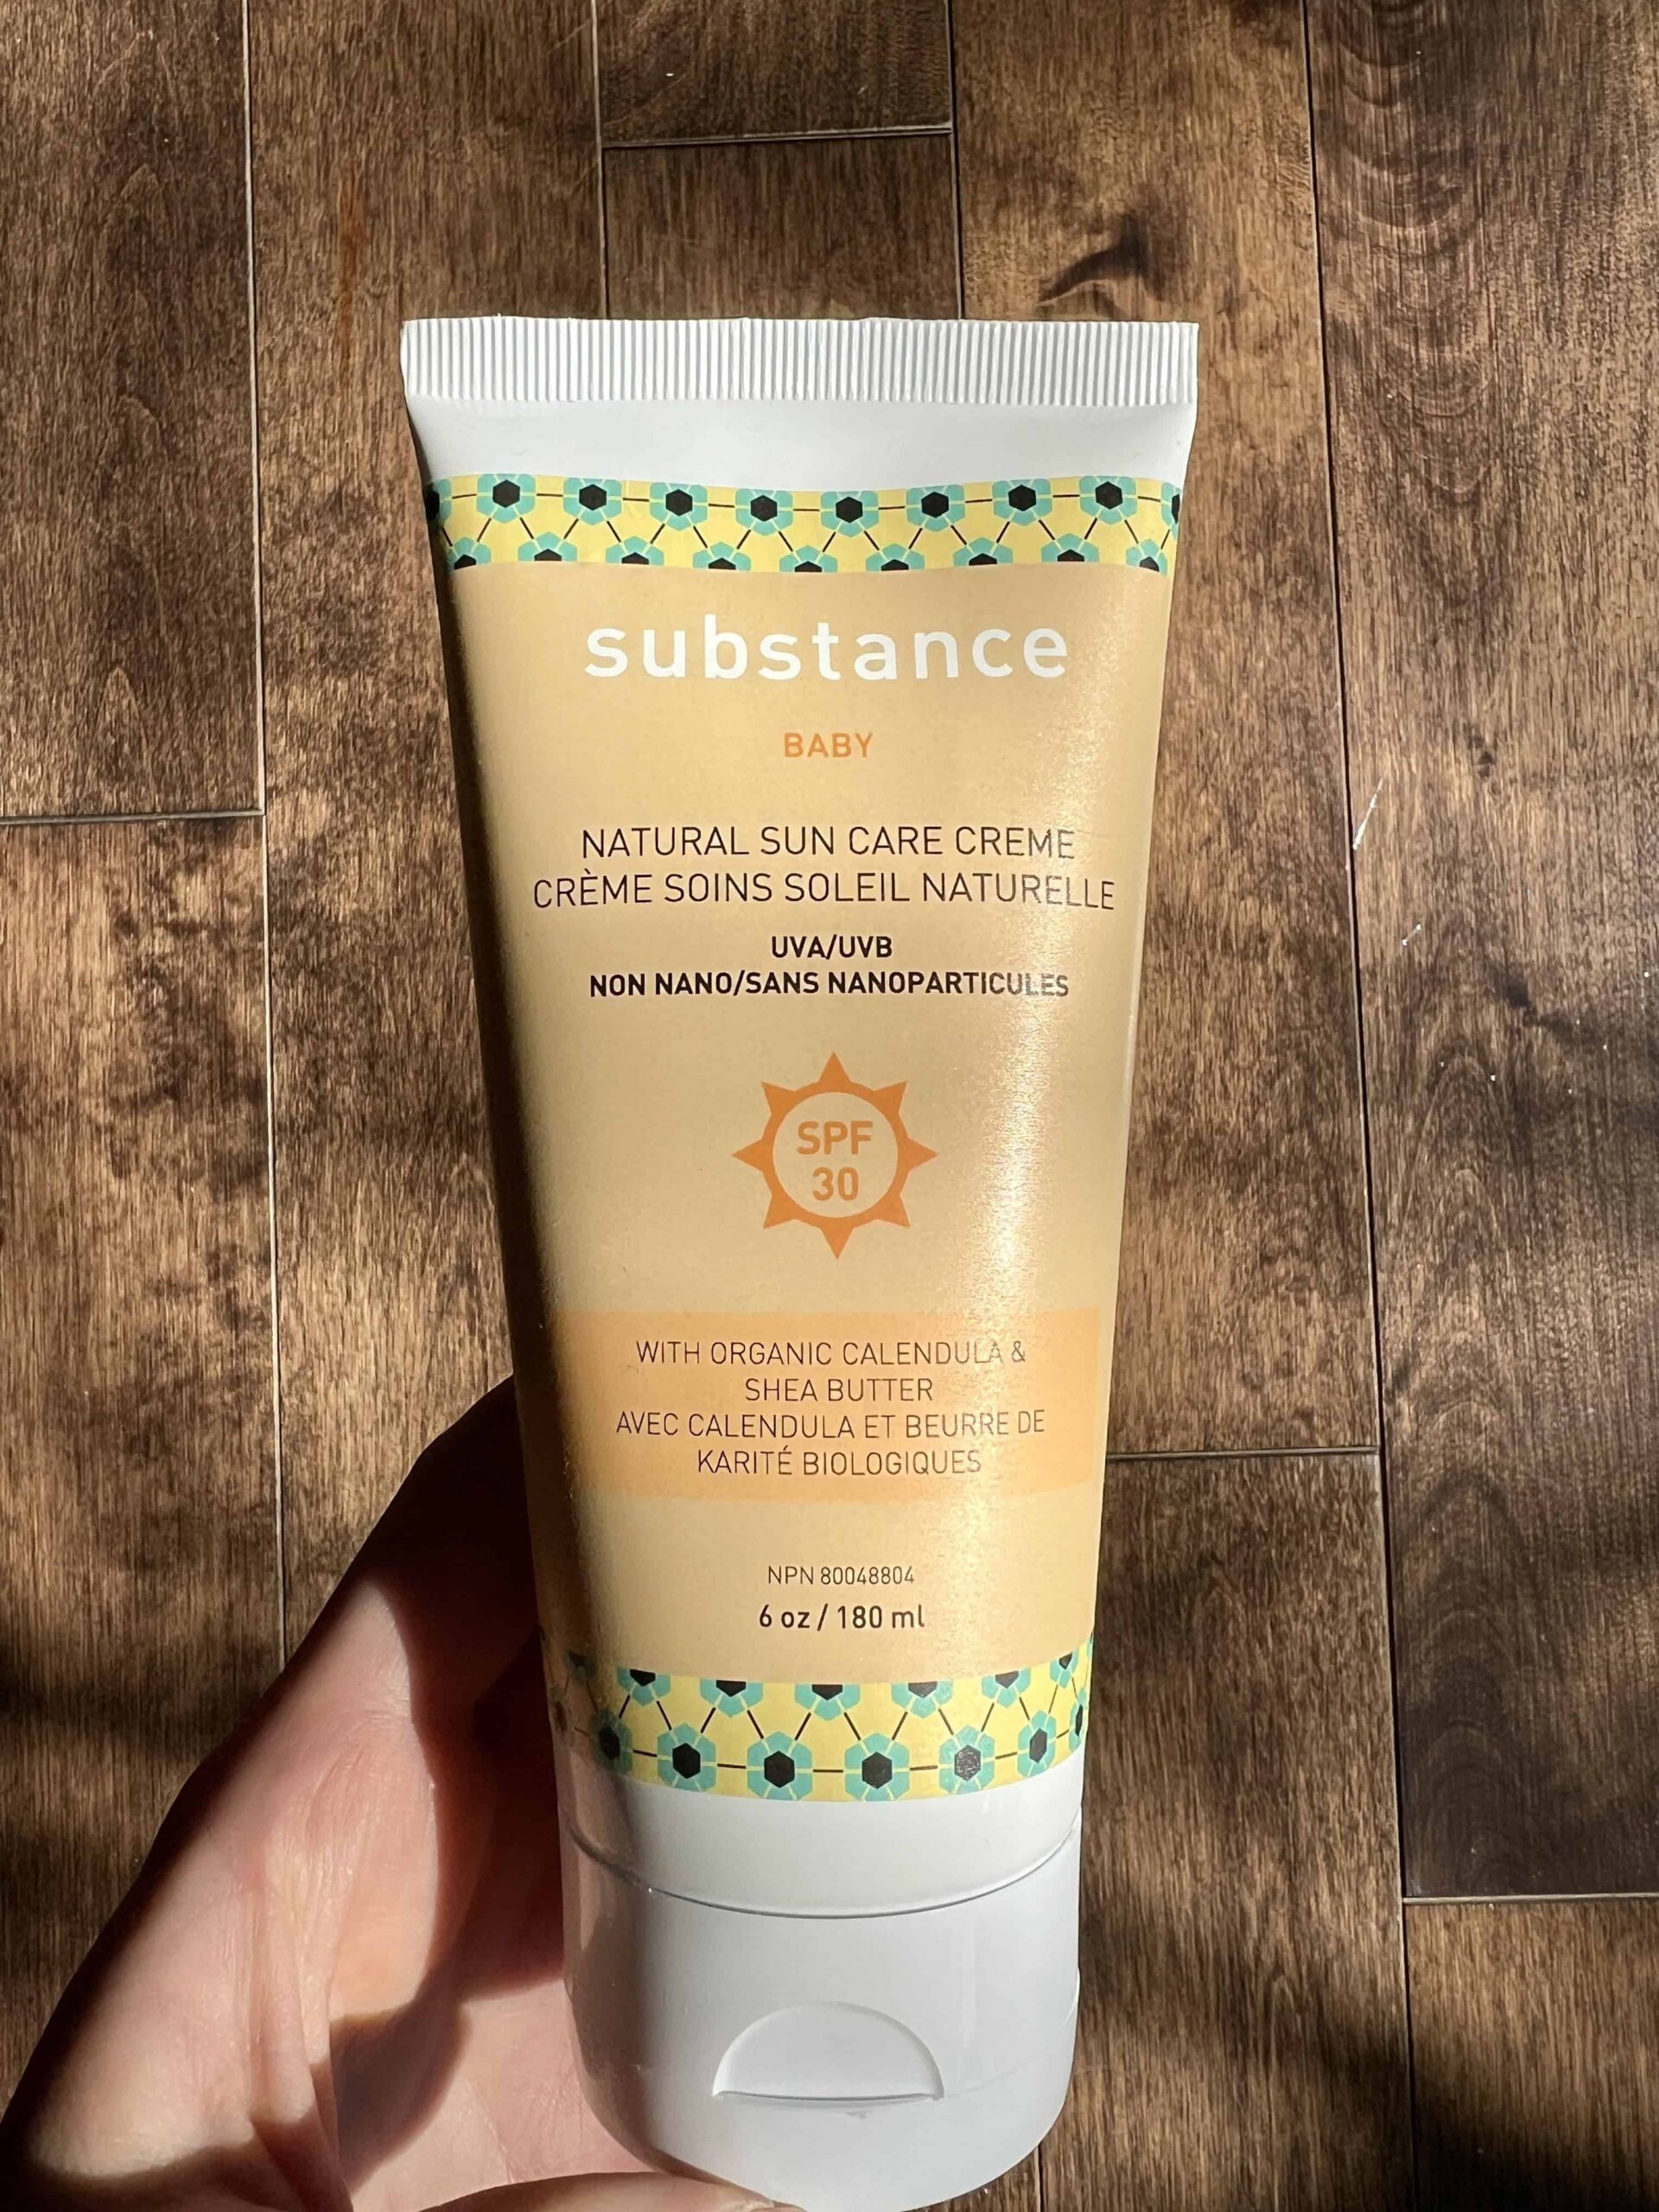 substance
BABY
NATURAL SUN CARE CREME
CRÈME SOINS SOLEIL NATURELLE
UVA/UVB
NON NANO/SANS NANOPARTICULES
SPF
30
WITH ORGANIC CALENDULA &
SHEA BUTTER
AVEC CALENDULA ET BEURRE DE
KARITÉ BIOLOGIQUES
NPN 80048804
6 oz / 180 ml